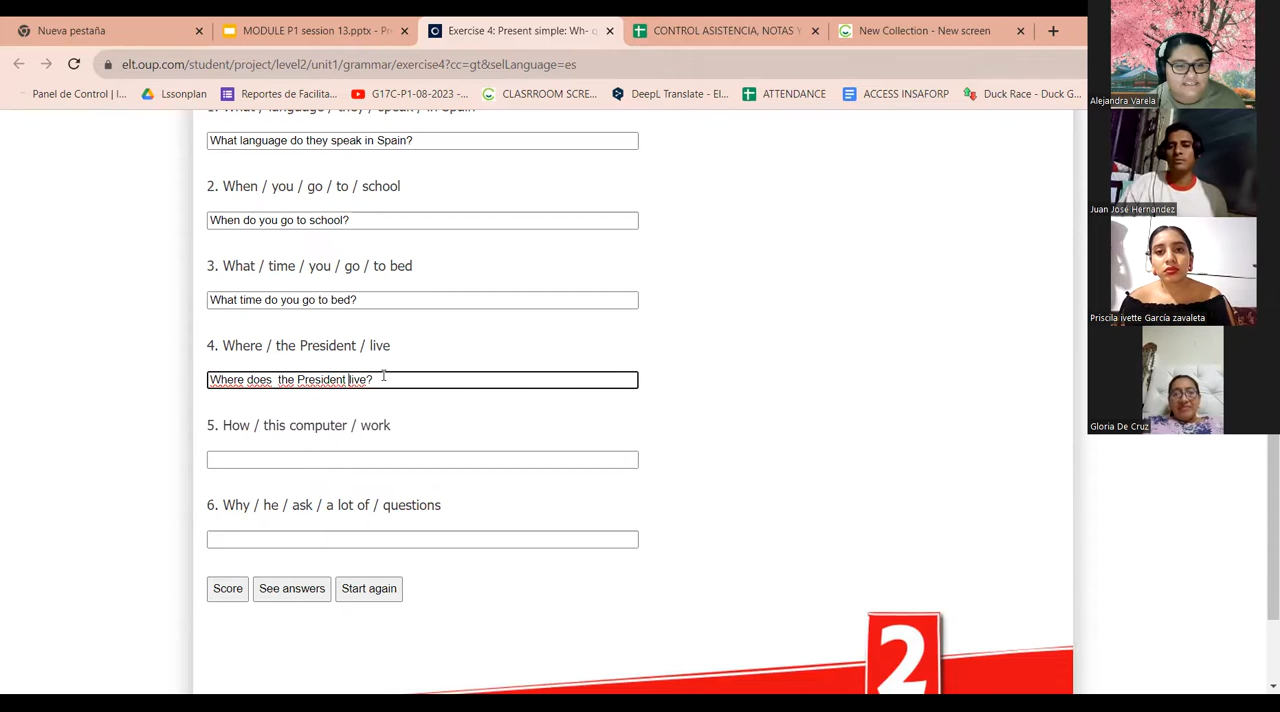 Nueva pestaña
MODULE P1 session 13.pptx - Pr
Exercise 4: Present simple: Wh- q
CONTROL ASISTENCIA, NOTAS Y
New Collection - New screen
elt.oup.com/student/project/level2/unit1/grammar/exercise4?cc=gt&selLanguage=es
Panel de Control | I...
Lssonplan
Reportes de Facilita...
G17C-P1-08-2023 -...
CLASSROOM SCRE...
DeepL Translate - El...
ATTENDANCE
ACCESS INSAFORP
Duck Race - Duck G...
What language do they speak in Spain?
2. When / you / go / to / school
When do you go to school?
3. What / time / you / go / to bed
What time do you go to bed?
4. Where / the President / live
Where does  the President live?
5. How / this computer / work
6. Why / he / ask / a lot of / questions
Score
See answers
Start again
2
Alejandra Varela
Juan José Hernandez
Priscila ivette García zavaleta
Gloria De Cruz